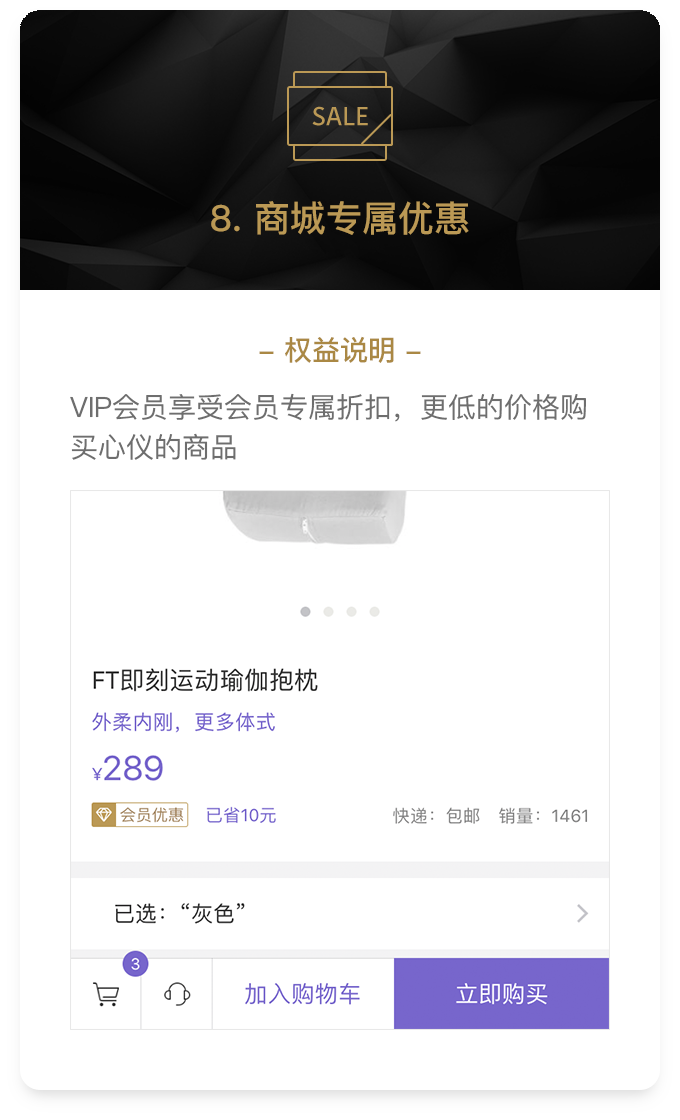 SALE
8. 商城专属优惠
– 权益说明 –
VIP会员享受会员专属折扣，更低的价格购
买心仪的商品
FT即刻运动瑜伽抱枕
外柔内刚，更多体式
¥289
会员优惠 已省10元 快递：包邮 销量：1461
已选：“灰色”
3
加入购物车 立即购买